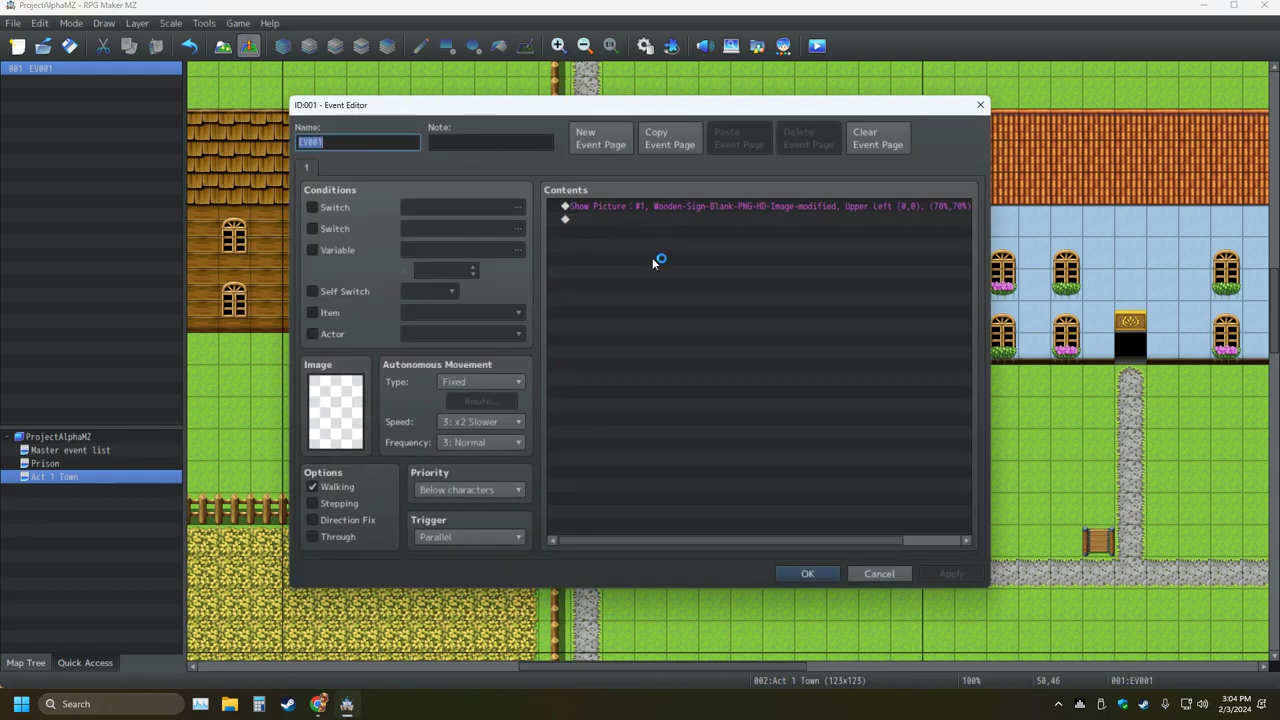 ProjectAlphaMZ - RPG Maker MZ
File Edit Mode Draw Layer Scale Tools Game Help
001 EV001
ID:001 - Event Editor
Name: Note:
EV001
New Event Page
Copy Event Page
Paste Event Page
Delete Event Page
Clear Event Page
1
Conditions
Switch ...
Switch ...
Variable ...
Self Switch
Item
Actor
Contents
◆Show Picture : #1, Wooden-Sign-Blank-PNG-HD-Image-modified, Upper Left (0,0), (70%,70%)
◆
Image
Autonomous Movement
Type: Fixed
Route...
Speed: 3: x2 Slower
Frequency: 3: Normal
Options
Walking
Stepping
Direction Fix
Through
Priority
Below characters
Trigger
Parallel
OK Cancel Apply
ProjectAlphaMZ
Master event list
Prison
Act 1 Town
Map Tree Quick Access
002:Act 1 Town (123x123) 100% 50,46 001:EV001
Search
3:04 PM
2/3/2024